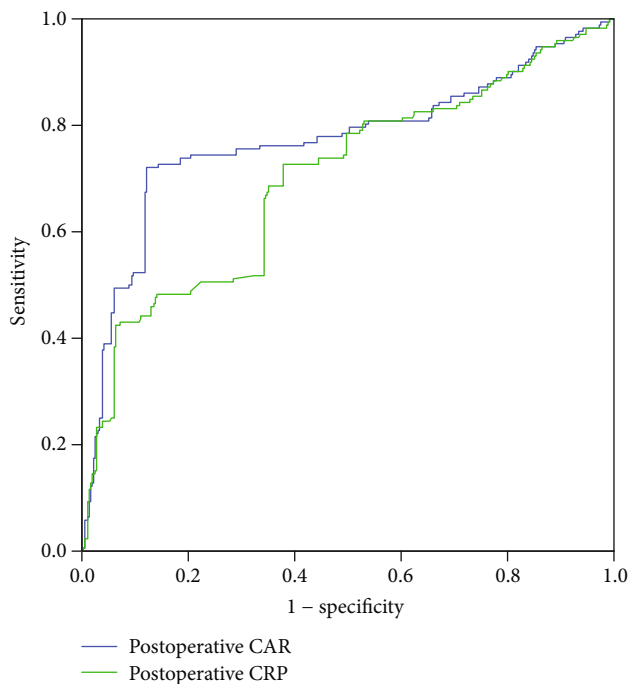 1.0
0.8
0.6
0.4
0.2
0.0
Sensitivity
0.0 0.2 0.4 0.6 0.8 1.0
1 – specificity
Postoperative CAR
Postoperative CRP